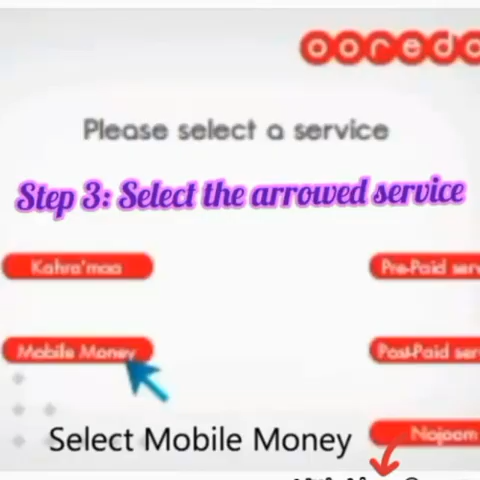 ooredo
Please select a service
Step 3: Select the arrowed service
Kahra'maa
Pre-Paid serv
Mobile Money
Post-Paid ser
Select Mobile Money
Nojoom